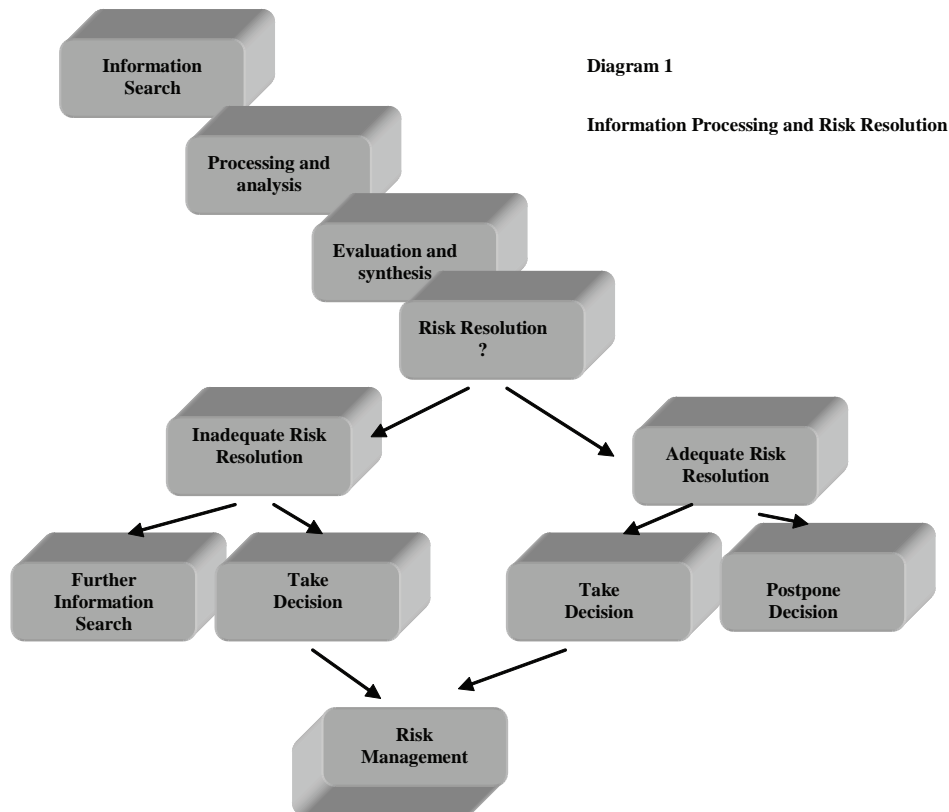 Information
Search
Diagram 1
Information Processing and Risk Resolution
Processing and
analysis
Evaluation and
synthesis
Risk Resolution
?
Inadequate Risk
Resolution
Adequate Risk
Resolution
Further
Information
Search
Take
Decision
Take
Decision
Postpone
Decision
Risk
Management